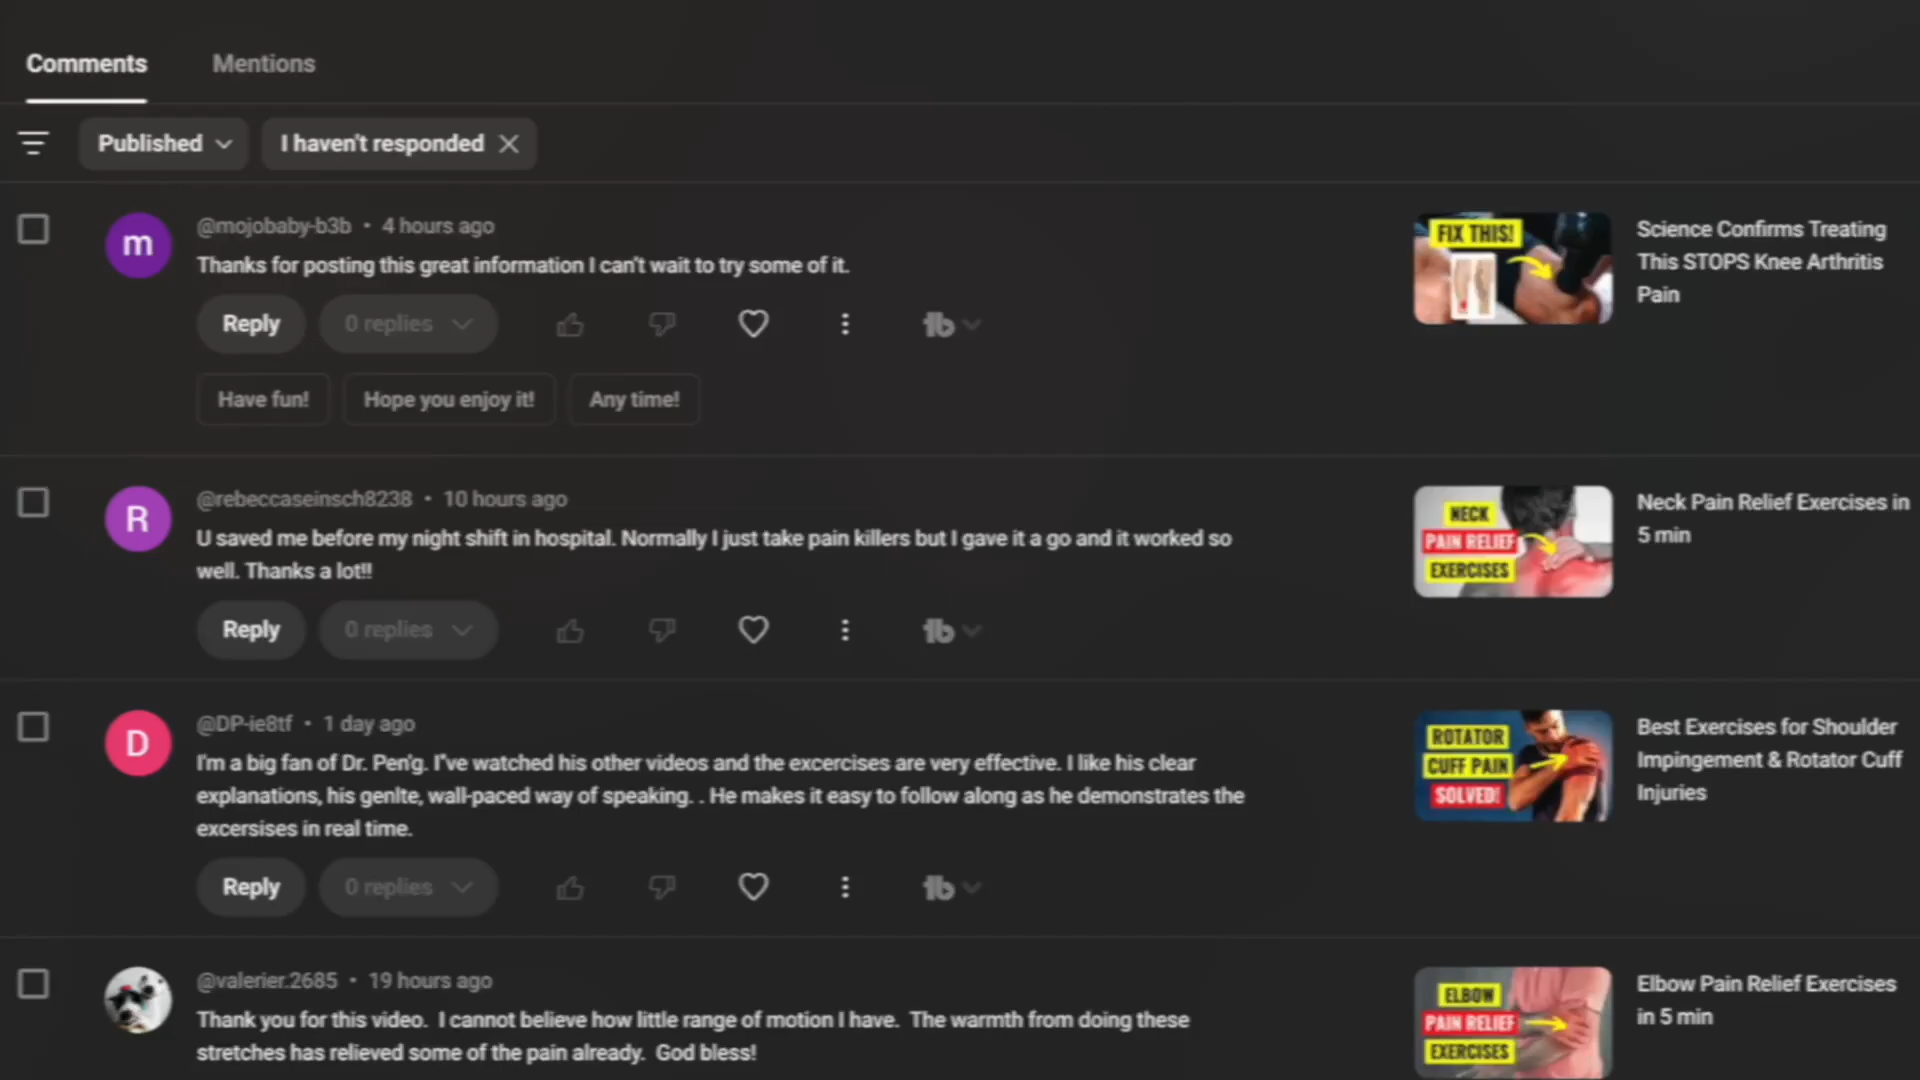 Comments
Mentions
Published
I haven't responded
@mojobaby-b3b • 4 hours ago
Thanks for posting this great information I can't wait to try some of it.
Reply
0 replies
Have fun!
Hope you enjoy it!
Any time!
FIX THIS!
Science Confirms Treating
This STOPS Knee Arthritis
Pain
@rebeccaseinsch8238 • 10 hours ago
U saved me before my night shift in hospital. Normally I just take pain killers but I gave it a go and it worked so
well. Thanks a lot!!
Reply
0 replies
NECK
PAIN RELIEF
EXERCISES
Neck Pain Relief Exercises in
5 min
@DP-ie8tf • 1 day ago
I'm a big fan of Dr. Pen'g. I"ve watched his other videos and the excercises are very effective. I like his clear
explanations, his genlte, wall-paced way of speaking. . He makes it easy to follow along as he demonstrates the
excersises in real time.
Reply
0 replies
ROTATOR
CUFF PAIN
SOLVED!
Best Exercises for Shoulder
Impingement & Rotator Cuff
Injuries
@valerier.2685 • 19 hours ago
Thank you for this video. I cannot believe how little range of motion I have. The warmth from doing these
stretches has relieved some of the pain already. God bless!
ELBOW
PAIN RELIEF
EXERCISES
Elbow Pain Relief Exercises
in 5 min
m
R
D